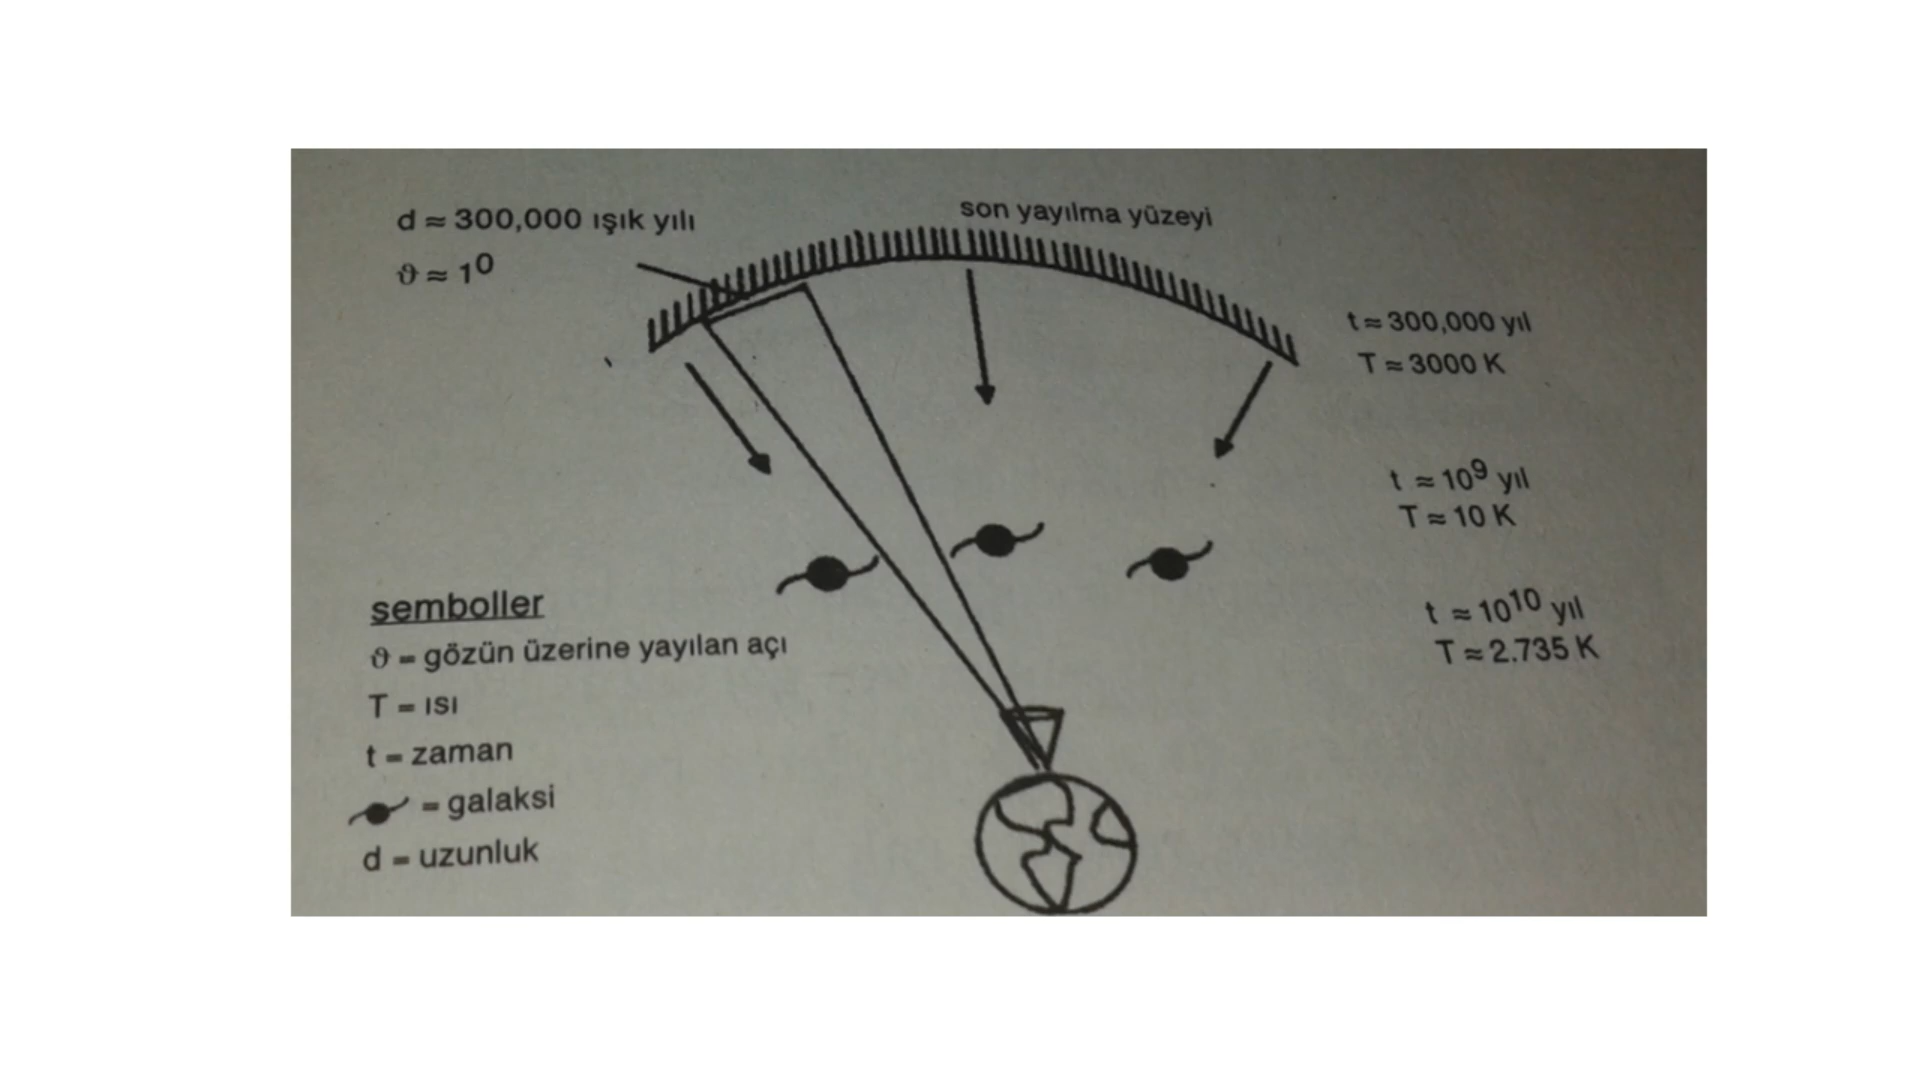 d ≈ 300,000 ışık yılı
ϑ ≈ 1⁰
son yayılma yüzeyi
t ≈ 300,000 yıl
T ≈ 3000 K
t ≈ 10⁹ yıl
T ≈ 10 K
t ≈ 10¹⁰ yıl
T ≈ 2.735 K
semboller
ϑ = gözün üzerine yayılan açı
T = ısı
t = zaman
= galaksi
d = uzunluk